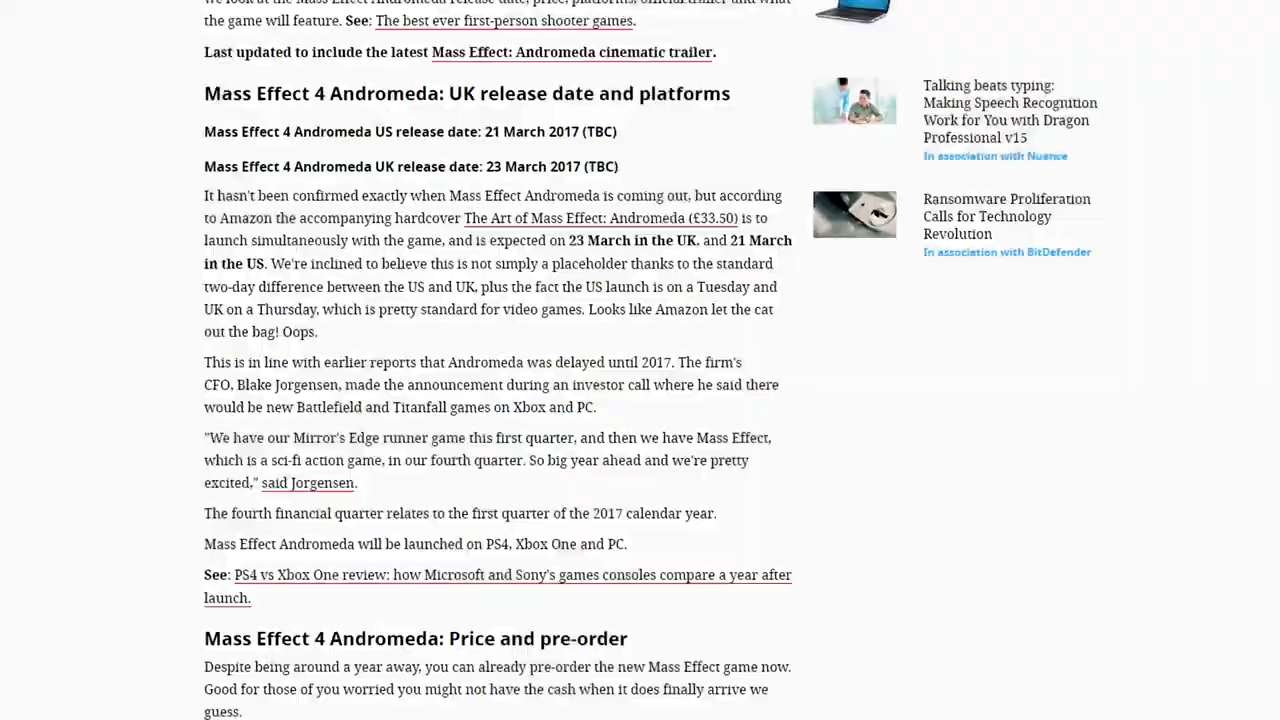 the game will feature. See: The best ever first-person shooter games.
Last updated to include the latest Mass Effect: Andromeda cinematic trailer.
Mass Effect 4 Andromeda: UK release date and platforms
Mass Effect 4 Andromeda US release date: 21 March 2017 (TBC)
Mass Effect 4 Andromeda UK release date: 23 March 2017 (TBC)
It hasn't been confirmed exactly when Mass Effect Andromeda is coming out, but according
to Amazon the accompanying hardcover The Art of Mass Effect: Andromeda (£33.50) is to
launch simultaneously with the game, and is expected on 23 March in the UK, and 21 March
in the US. We're inclined to believe this is not simply a placeholder thanks to the standard
two-day difference between the US and UK, plus the fact the US launch is on a Tuesday and
UK on a Thursday, which is pretty standard for video games. Looks like Amazon let the cat
out the bag! Oops.
This is in line with earlier reports that Andromeda was delayed until 2017. The firm's
CFO, Blake Jorgensen, made the announcement during an investor call where he said there
would be new Battlefield and Titanfall games on Xbox and PC.
"We have our Mirror's Edge runner game this first quarter, and then we have Mass Effect,
which is a sci-fi action game, in our fourth quarter. So big year ahead and we're pretty
excited," said Jorgensen.
The fourth financial quarter relates to the first quarter of the 2017 calendar year.
Mass Effect Andromeda will be launched on PS4, Xbox One and PC.
See: PS4 vs Xbox One review: how Microsoft and Sony's games consoles compare a year after
launch.
Mass Effect 4 Andromeda: Price and pre-order
Despite being around a year away, you can already pre-order the new Mass Effect game now.
Good for those of you worried you might not have the cash when it does finally arrive we
guess.
Talking beats typing:
Making Speech Recognition
Work for You with Dragon
Professional v15
In association with Nuance
Ransomware Proliferation
Calls for Technology
Revolution
In association with BitDefender